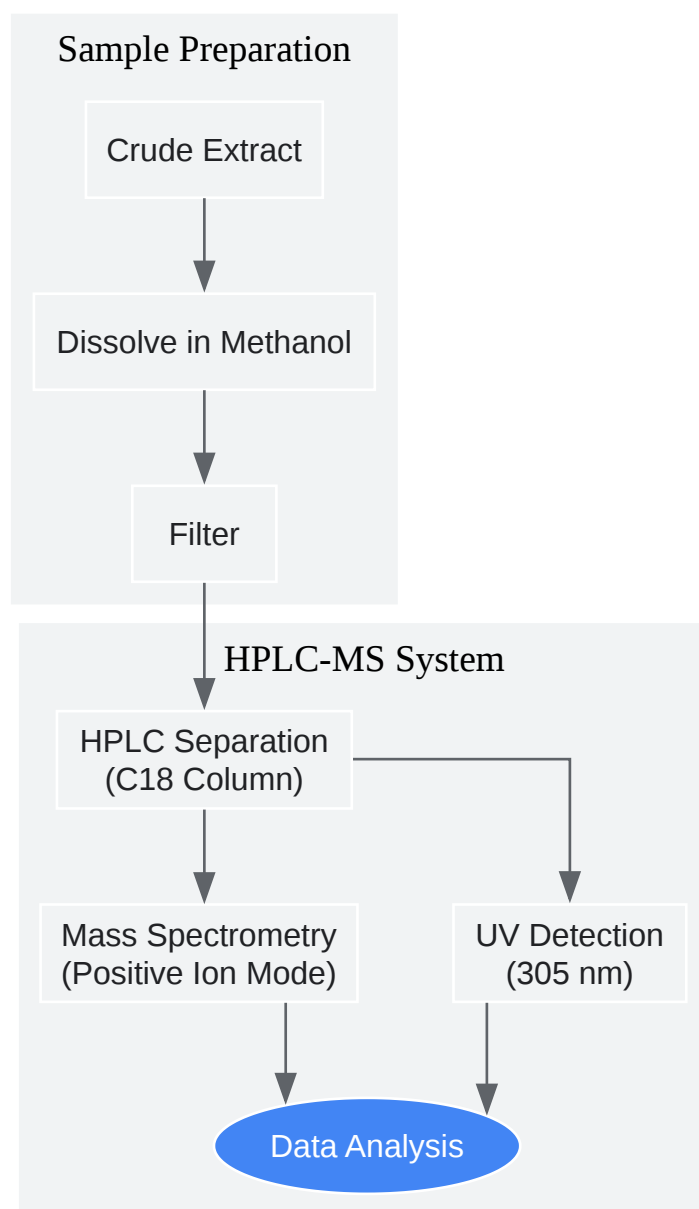 Sample Preparation
Crude Extract
Dissolve in Methanol
Filter
HPLC-MS System
HPLC Separation
(C18 Column)
Mass Spectrometry
(Positive Ion Mode)
UV Detection
(305 nm)
Data Analysis